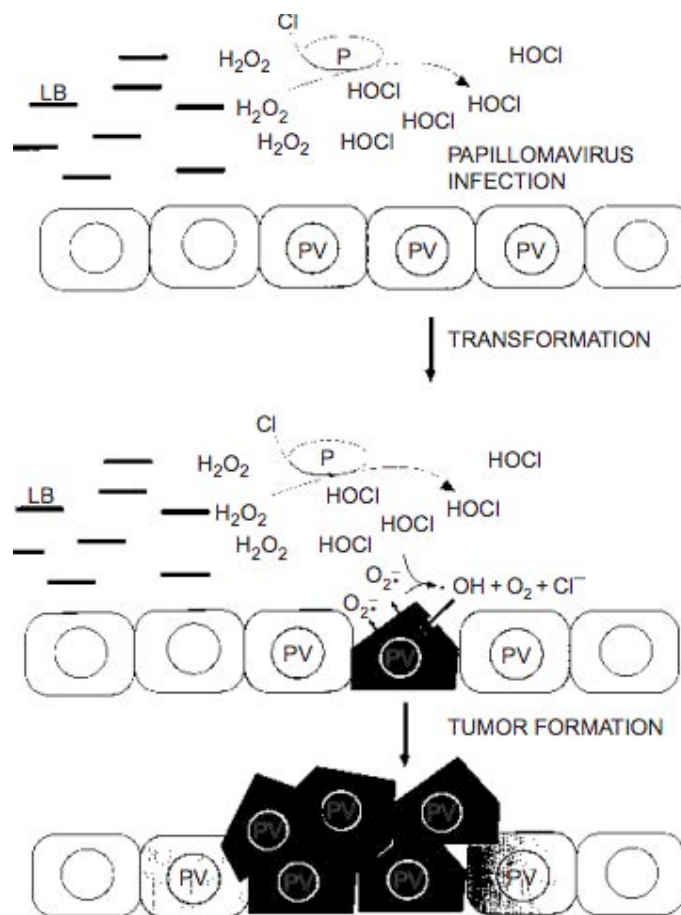 Cl
H₂O₂ P HOCl
LB H₂O₂ HOCl HOCl
H₂O₂ HOCl HOCl
PAPILLOMAVIRUS
INFECTION
PV PV PV
TRANSFORMATION
Cl
H₂O₂ P HOCl
LB H₂O₂ HOCl HOCl
H₂O₂ HOCl HOCl
O₂•⁻ O₂•⁻ • OH + O₂ + Cl⁻
PV PV PV
TUMOR FORMATION
PV PV PV
PV PV PV PV